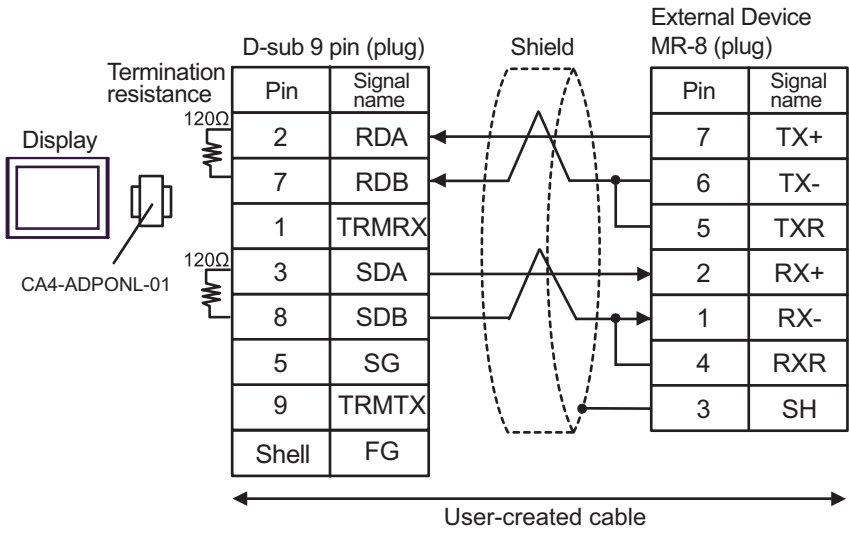 External Device
D-sub 9 pin (plug) Shield MR-8 (plug)
Termination
resistance
Pin Signal name Pin Signal name
120Ω
2 RDA 7 TX+
Display
7 RDB 6 TX-
1 TRMRX 5 TXR
120Ω
3 SDA 2 RX+
CA4-ADPONL-01
8 SDB 1 RX-
5 SG 4 RXR
9 TRMTX 3 SH
Shell FG
User-created cable